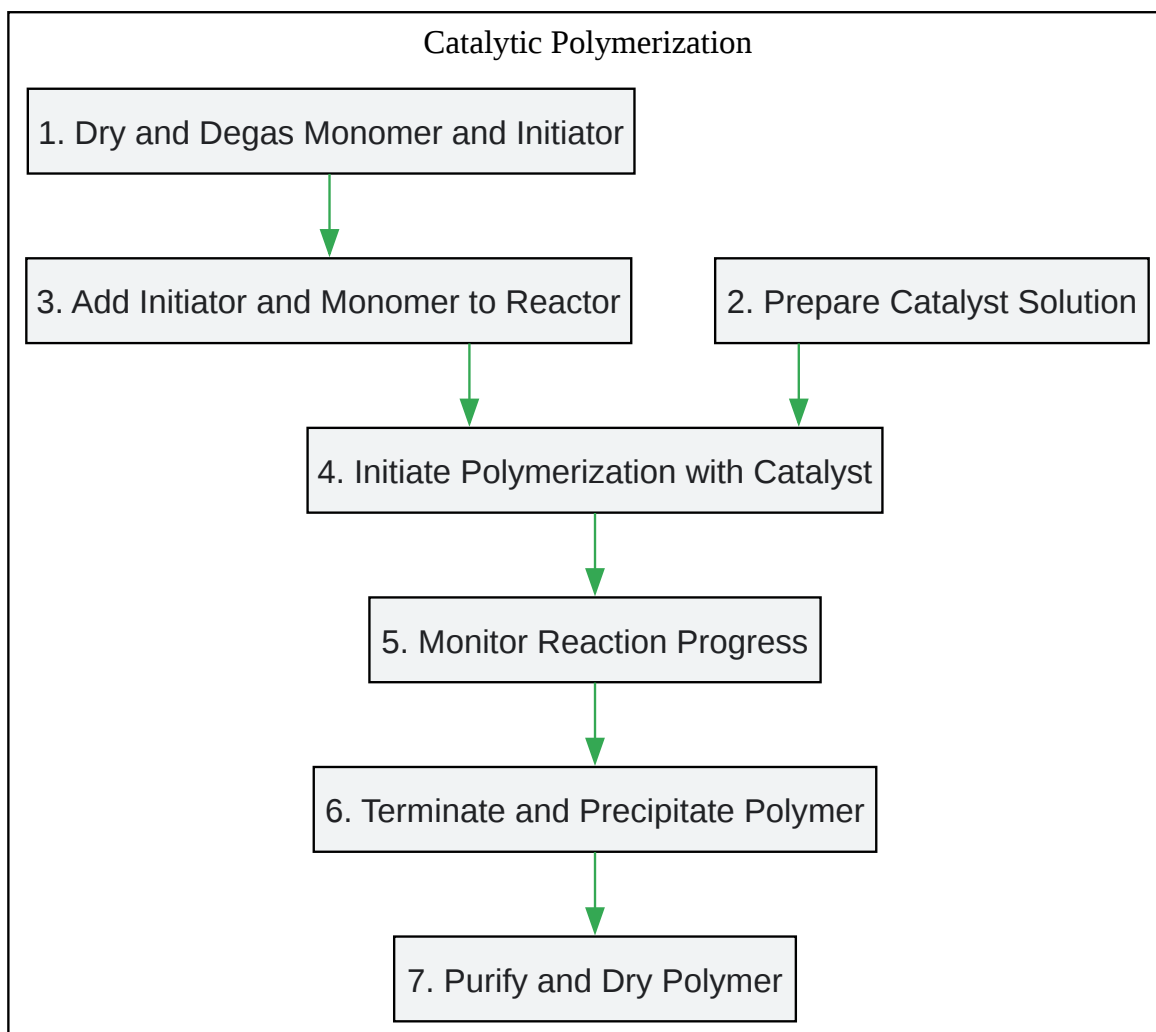 Catalytic Polymerization
1. Dry and Degas Monomer and Initiator
3. Add Initiator and Monomer to Reactor
2. Prepare Catalyst Solution
4. Initiate Polymerization with Catalyst
5. Monitor Reaction Progress
6. Terminate and Precipitate Polymer
7. Purify and Dry Polymer